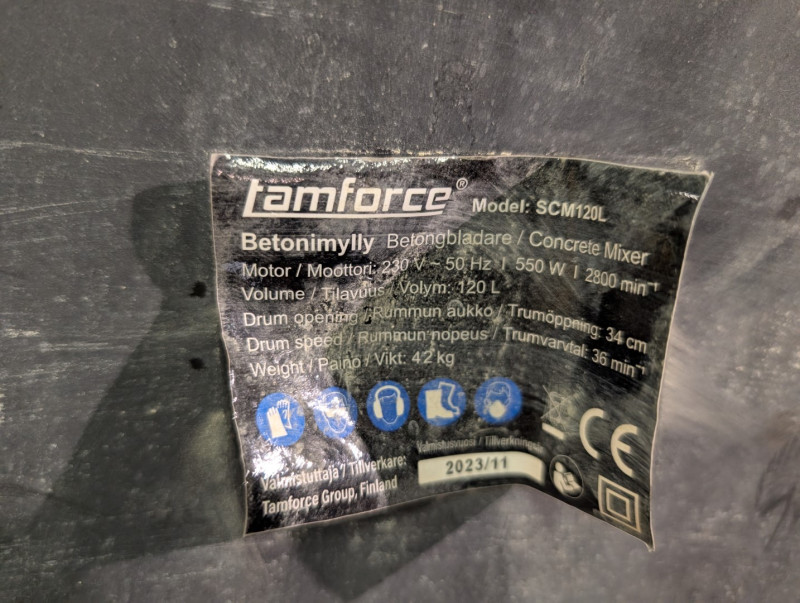 tamforce®
Model: SCM120L
Betonimylly Betongbladare / Concrete Mixer
Motor / Moottori: 230 V ~ 50 Hz I 550 W I 2800 min⁻¹
Volume / Tilavuus / Volym: 120 L
Drum opening / Rummun aukko / Trumöppning: 34 cm
Drum speed / Rummun nopeus / Trumvarvtal: 36 min⁻¹
Weight / Paino / Vikt: 42 kg
CE
Valmistusvuosi / Tillverkningsår:
2023/11
Valmistuttaja / Tillverkare:
Tamforce Group, Finland